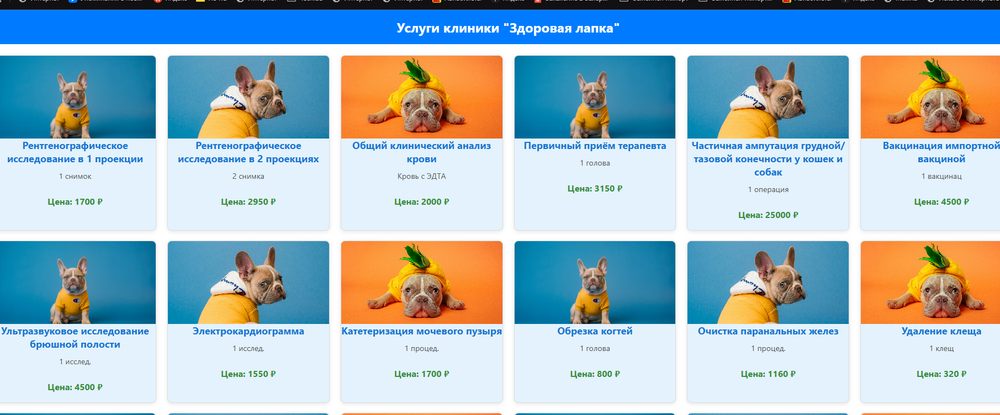 Услуги клиники "Здоровая лапка"
Рентгенографическое
исследование в 1 проекции
1 снимок
Цена: 1700 ₽
Рентгенографическое
исследование в 2 проекциях
2 снимка
Цена: 2950 ₽
Общий клинический анализ
крови
Кровь с ЭДТА
Цена: 2000 ₽
Первичный приём терапевта
1 голова
Цена: 3150 ₽
Частичная ампутация грудной/
тазовой конечности у кошек и
собак
1 операция
Цена: 25000 ₽
Вакцинация импортной
вакциной
1 вакцинац
Цена: 4500 ₽
Ультразвуковое исследование
брюшной полости
1 исслед.
Цена: 4500 ₽
Электрокардиограмма
1 исслед.
Цена: 1550 ₽
Катетеризация мочевого пузыря
1 процед.
Цена: 1700 ₽
Обрезка когтей
1 голова
Цена: 800 ₽
Очистка паранальных желез
1 процед.
Цена: 1160 ₽
Удаление клеща
1 клещ
Цена: 320 ₽